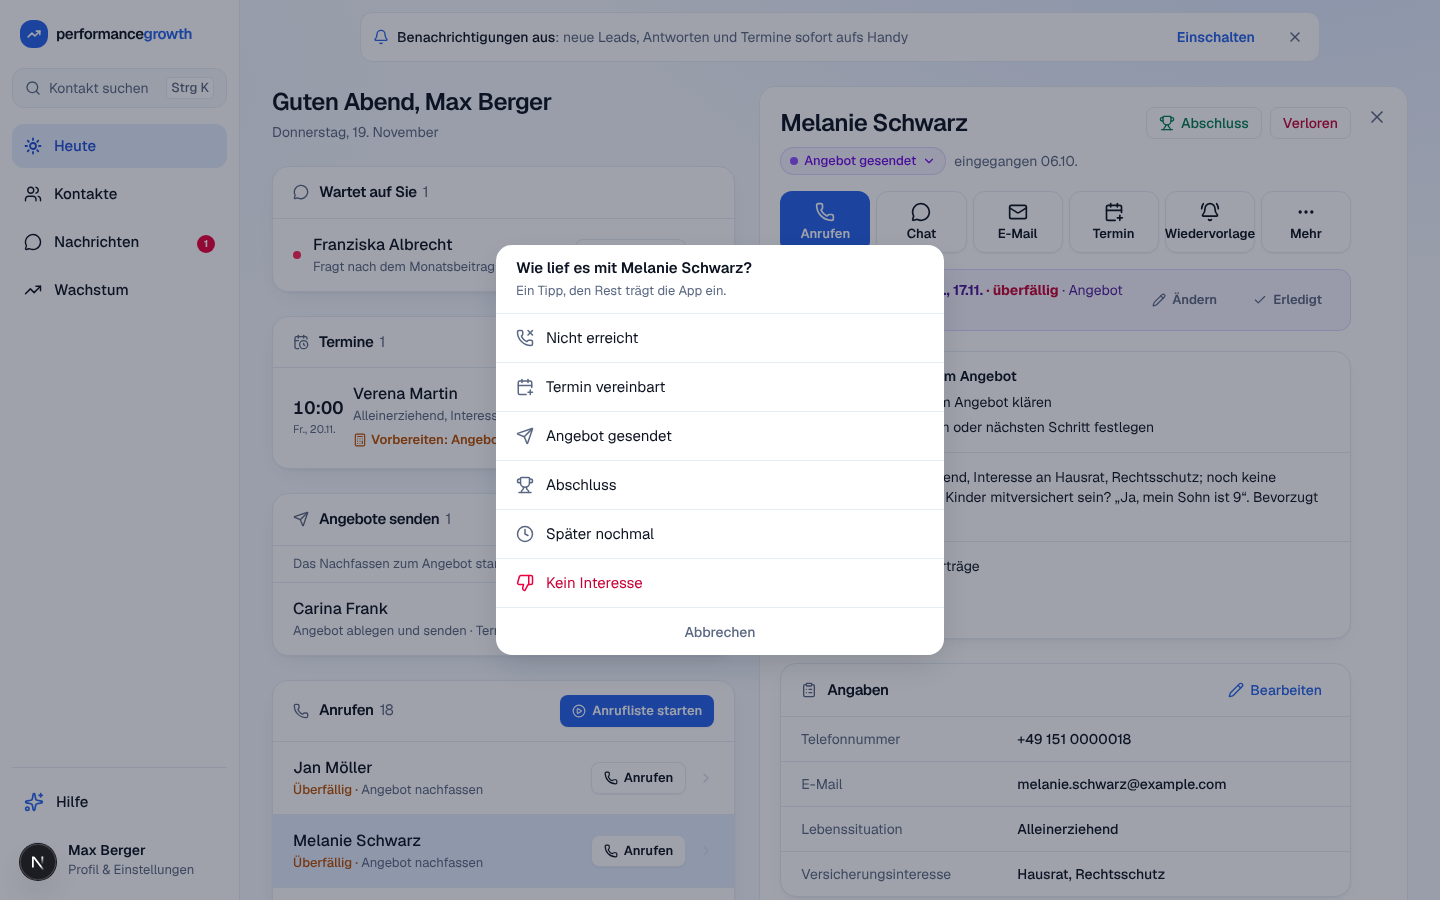 performancegrowth
Kontakt suchen Strg K
Heute
Kontakte
Nachrichten 1
Wachstum
Hilfe
N
Max Berger
Profil & Einstellungen
Benachrichtigungen aus: neue Leads, Antworten und Termine sofort aufs Handy Einschalten
Guten Abend, Max Berger
Donnerstag, 19. November
Wartet auf Sie 1
Franziska Albrecht
Fragt nach dem Monatsbeitrag
Termine 1
10:00
Fr., 20.11.
Verena Martin
Alleinerziehend, Interess
Vorbereiten: Angebo
Angebote senden 1
Das Nachfassen zum Angebot star
Carina Frank
Angebot ablegen und senden · Ter
Anrufen 18 Anrufliste starten
Jan Möller
Überfällig · Angebot nachfassen
Anrufen
Melanie Schwarz
Überfällig · Angebot nachfassen
Anrufen
Melanie Schwarz
Abschluss Verloren
Angebot gesendet eingegangen 06.10.
Anrufen Chat E-Mail Termin Wiedervorlage Mehr
., 17.11. · überfällig · Angebot
Ändern Erledigt
m Angebot
n Angebot klären
n oder nächsten Schritt festlegen
end, Interesse an Hausrat, Rechtsschutz; noch keine
Kinder mitversichert sein? „Ja, mein Sohn ist 9“. Bevorzugt
rträge
Angaben Bearbeiten
Telefonnummer +49 151 0000018
E-Mail melanie.schwarz@example.com
Lebenssituation Alleinerziehend
Versicherungsinteresse Hausrat, Rechtsschutz
Wie lief es mit Melanie Schwarz?
Ein Tipp, den Rest trägt die App ein.
Nicht erreicht
Termin vereinbart
Angebot gesendet
Abschluss
Später nochmal
Kein Interesse
Abbrechen